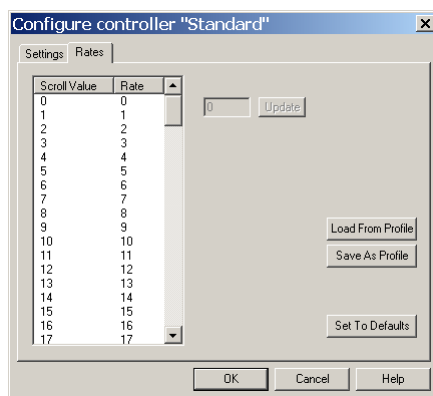 Configure controller "Standard"
Settings Rates
Scroll Value Rate
0 0
1 1
2 2
3 3
4 4
5 5
6 6
7 7
8 8
9 9
10 10
11 11
12 12
13 13
14 14
15 15
16 16
17 17
0 Update
Load From Profile
Save As Profile
Set To Defaults
OK Cancel Help